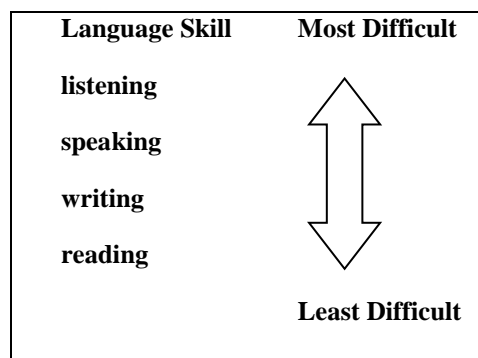 Language Skill Most Difficult
listening
speaking
writing
reading
Least Difficult